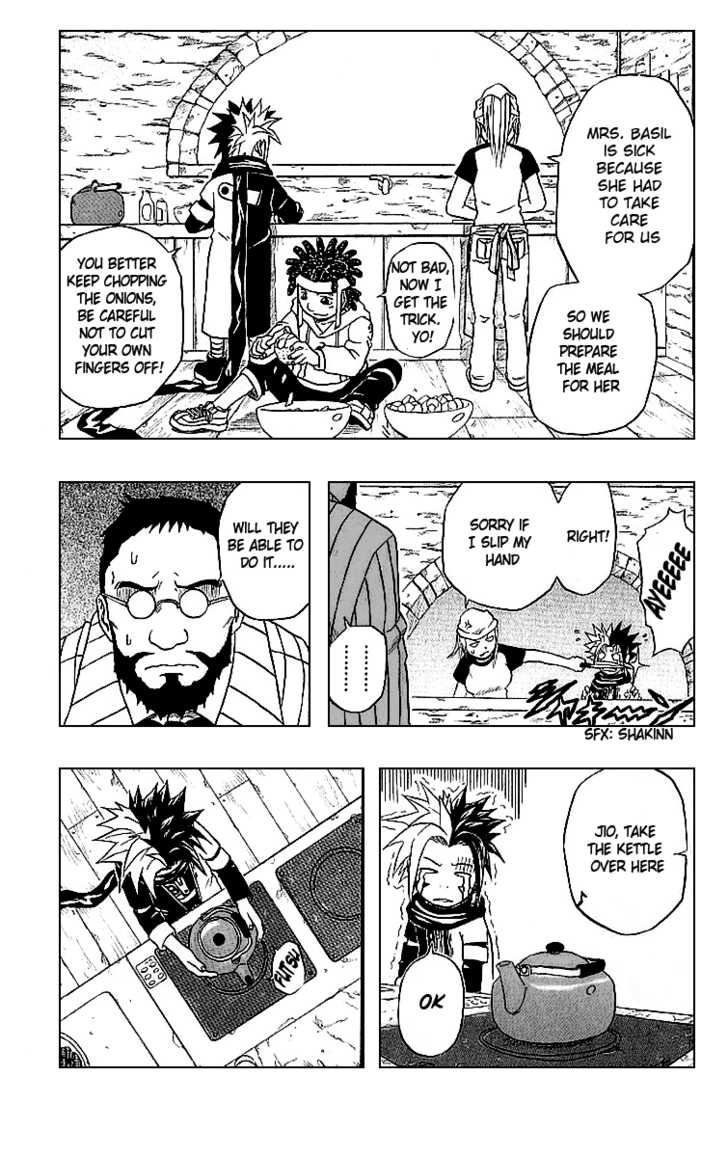 MRS. BASIL
IS SICK
BECAUSE
SHE HAD
TO TAKE
CARE
FOR US
SO WE
SHOULD
PREPARE
THE MEAL
FOR HER
NOT BAD,
NOW I
GET THE
TRICK.
YO!
YOU BETTER
KEEP CHOPPING
THE ONIONS,
BE CAREFUL
NOT TO CUT
YOUR OWN
FINGERS OFF!
WILL THEY
BE ABLE TO
DO IT.....
RIGHT!
SORRY IF
I SLIP MY
HAND
AYEEEEE
.........
SFX: SHAKINN
JIO, TAKE
THE KETTLE
OVER HERE
OK
FUTSU